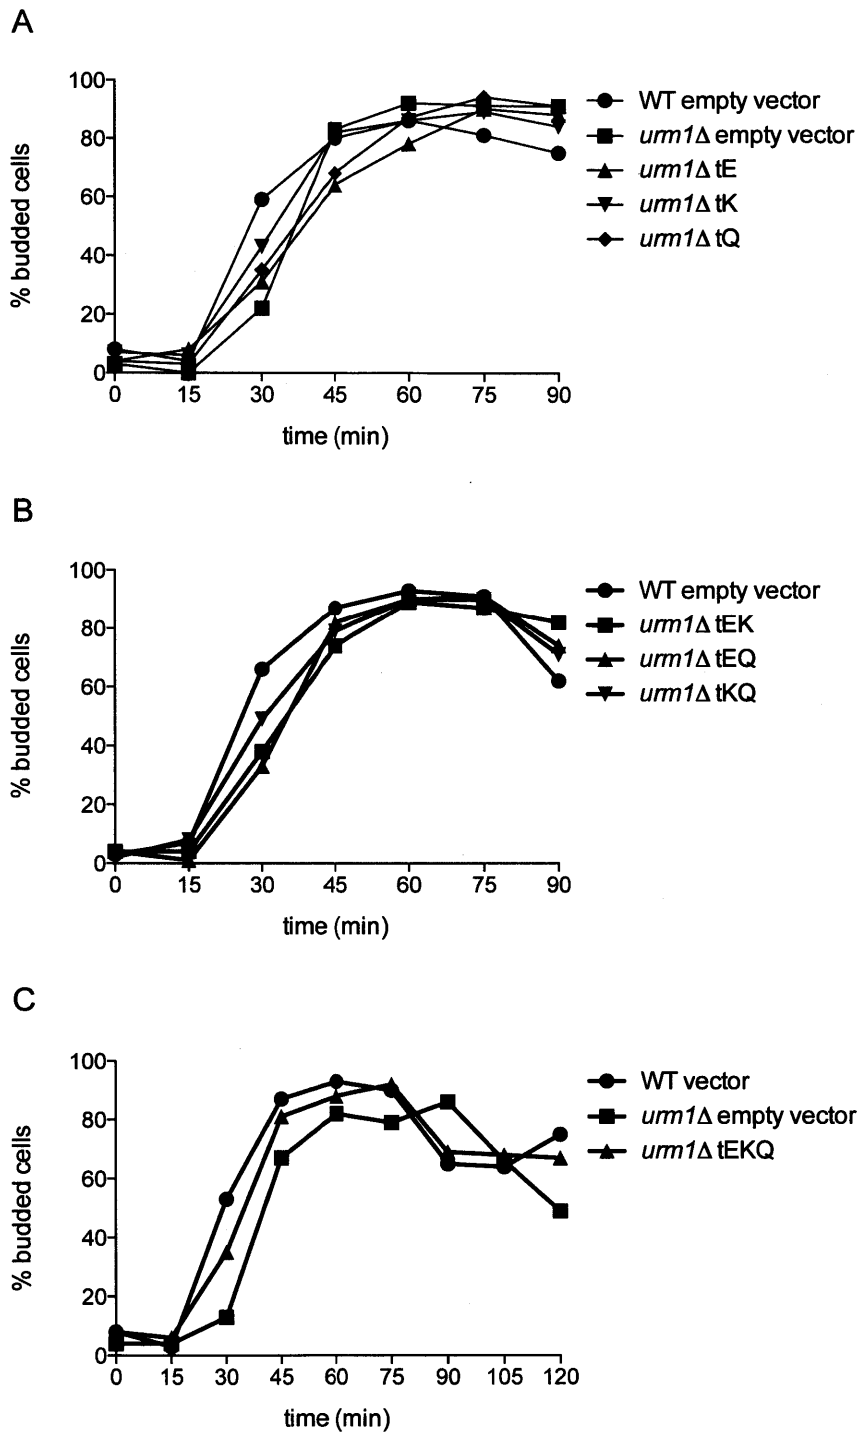 A
% budded cells
100
80
60
40
20
0
0 15 30 45 60 75 90
time (min)
WT empty vector
urm1Δ empty vector
urm1Δ tE
urm1Δ tK
urm1Δ tQ
B
% budded cells
100
80
60
40
20
0
0 15 30 45 60 75 90
time (min)
WT empty vector
urm1Δ tEK
urm1Δ tEQ
urm1Δ tKQ
C
% budded cells
100
80
60
40
20
0
0 15 30 45 60 75 90 105 120
time (min)
WT vector
urm1Δ empty vector
urm1Δ tEKQ